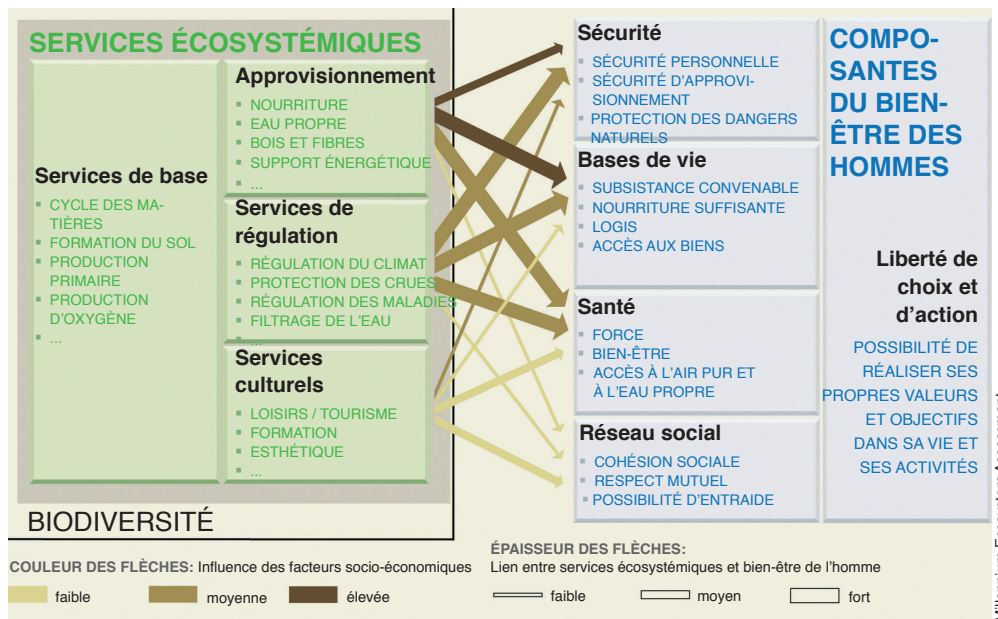 SERVICES ÉCOSYSTÉMIQUES
Services de base
▪ CYCLE DES MA-
TIÈRES
▪ FORMATION DU SOL
▪ PRODUCTION
PRIMAIRE
▪ PRODUCTION
D'OXYGÈNE
▪ ...
Approvisionnement
▪ NOURRITURE
▪ EAU PROPRE
▪ BOIS ET FIBRES
▪ SUPPORT ÉNERGÉTIQUE
▪ ...
Services de
régulation
▪ RÉGULATION DU CLIMAT
▪ PROTECTION DES CRUES
▪ RÉGULATION DES MALADIES
▪ FILTRAGE DE L'EAU
▪ ...
Services
culturels
▪ LOISIRS / TOURISME
▪ FORMATION
▪ ESTHÉTIQUE
▪ ...
BIODIVERSITÉ
Sécurité
▪ SÉCURITÉ PERSONNELLE
▪ SÉCURITÉ D'APPROVI-
SIONNEMENT
▪ PROTECTION DES DANGERS
NATURELS
Bases de vie
▪ SUBSISTANCE CONVENABLE
▪ NOURRITURE SUFFISANTE
▪ LOGIS
▪ ACCÈS AUX BIENS
Santé
▪ FORCE
▪ BIEN-ÊTRE
▪ ACCÈS À L'AIR PUR ET
À L'EAU PROPRE
Réseau social
▪ COHÉSION SOCIALE
▪ RESPECT MUTUEL
▪ POSSIBILITÉ D'ENTRAIDE
COMPO-
SANTES
DU BIEN-
ÊTRE DES
HOMMES
Liberté de
choix et
d'action
POSSIBILITÉ DE
RÉALISER SES
PROPRES VALEURS
ET OBJECTIFS
DANS SA VIE ET
SES ACTIVITÉS
COULEUR DES FLÈCHES: Influence des facteurs socio-économiques
faible moyenne élevée
ÉPAISSEUR DES FLÈCHES:
Lien entre services écosystémiques et bien-être de l'homme
faible moyen fort